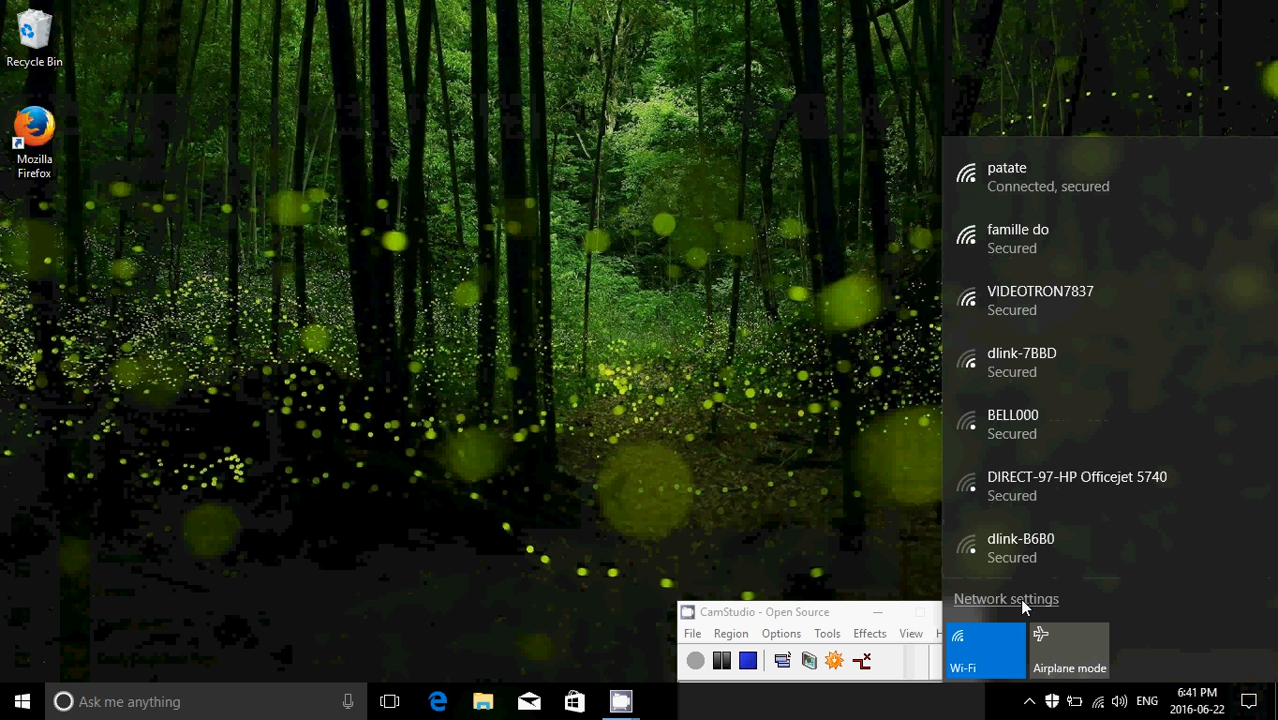 Recycle Bin
Mozilla
Firefox
patate
Connected, secured
famille do
Secured
VIDEOTRON7837
Secured
dlink-7BBD
Secured
BELL000
Secured
DIRECT-97-HP Officejet 5740
Secured
dlink-B6B0
Secured
Network settings
Wi-Fi
Airplane mode
CamStudio - Open Source
File Region Options Tools Effects View H
Ask me anything
ENG
6:41 PM
2016-06-22